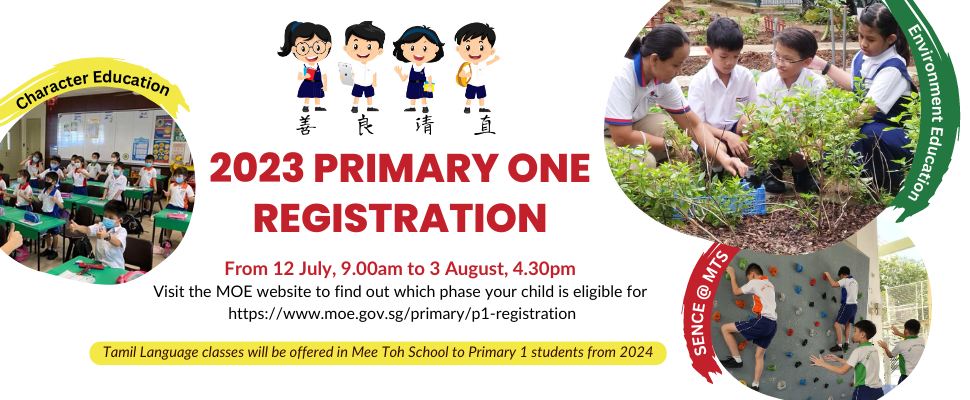 Character Education
善 良 清 直
2023 PRIMARY ONE
REGISTRATION
From 12 July, 9.00am to 3 August, 4.30pm
Visit the MOE website to find out which phase your child is eligible for
https://www.moe.gov.sg/primary/p1-registration
Tamil Language classes will be offered in Mee Toh School to Primary 1 students from 2024
Environment Education
SENCE @ MTS